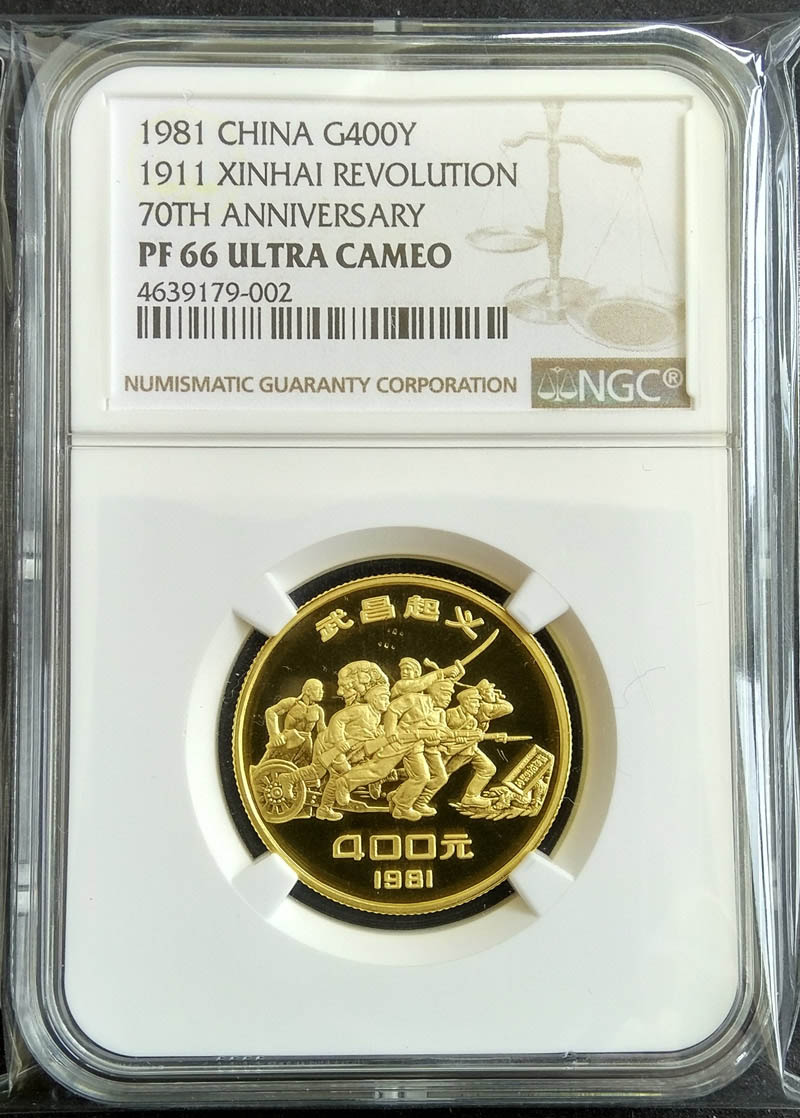 1981 CHINA G400Y
1911 XINHAI REVOLUTION
70TH ANNIVERSARY
PF 66 ULTRA CAMEO
4639179-002
NUMISMATIC GUARANTY CORPORATION
NGC®
武昌起义
400元
1981